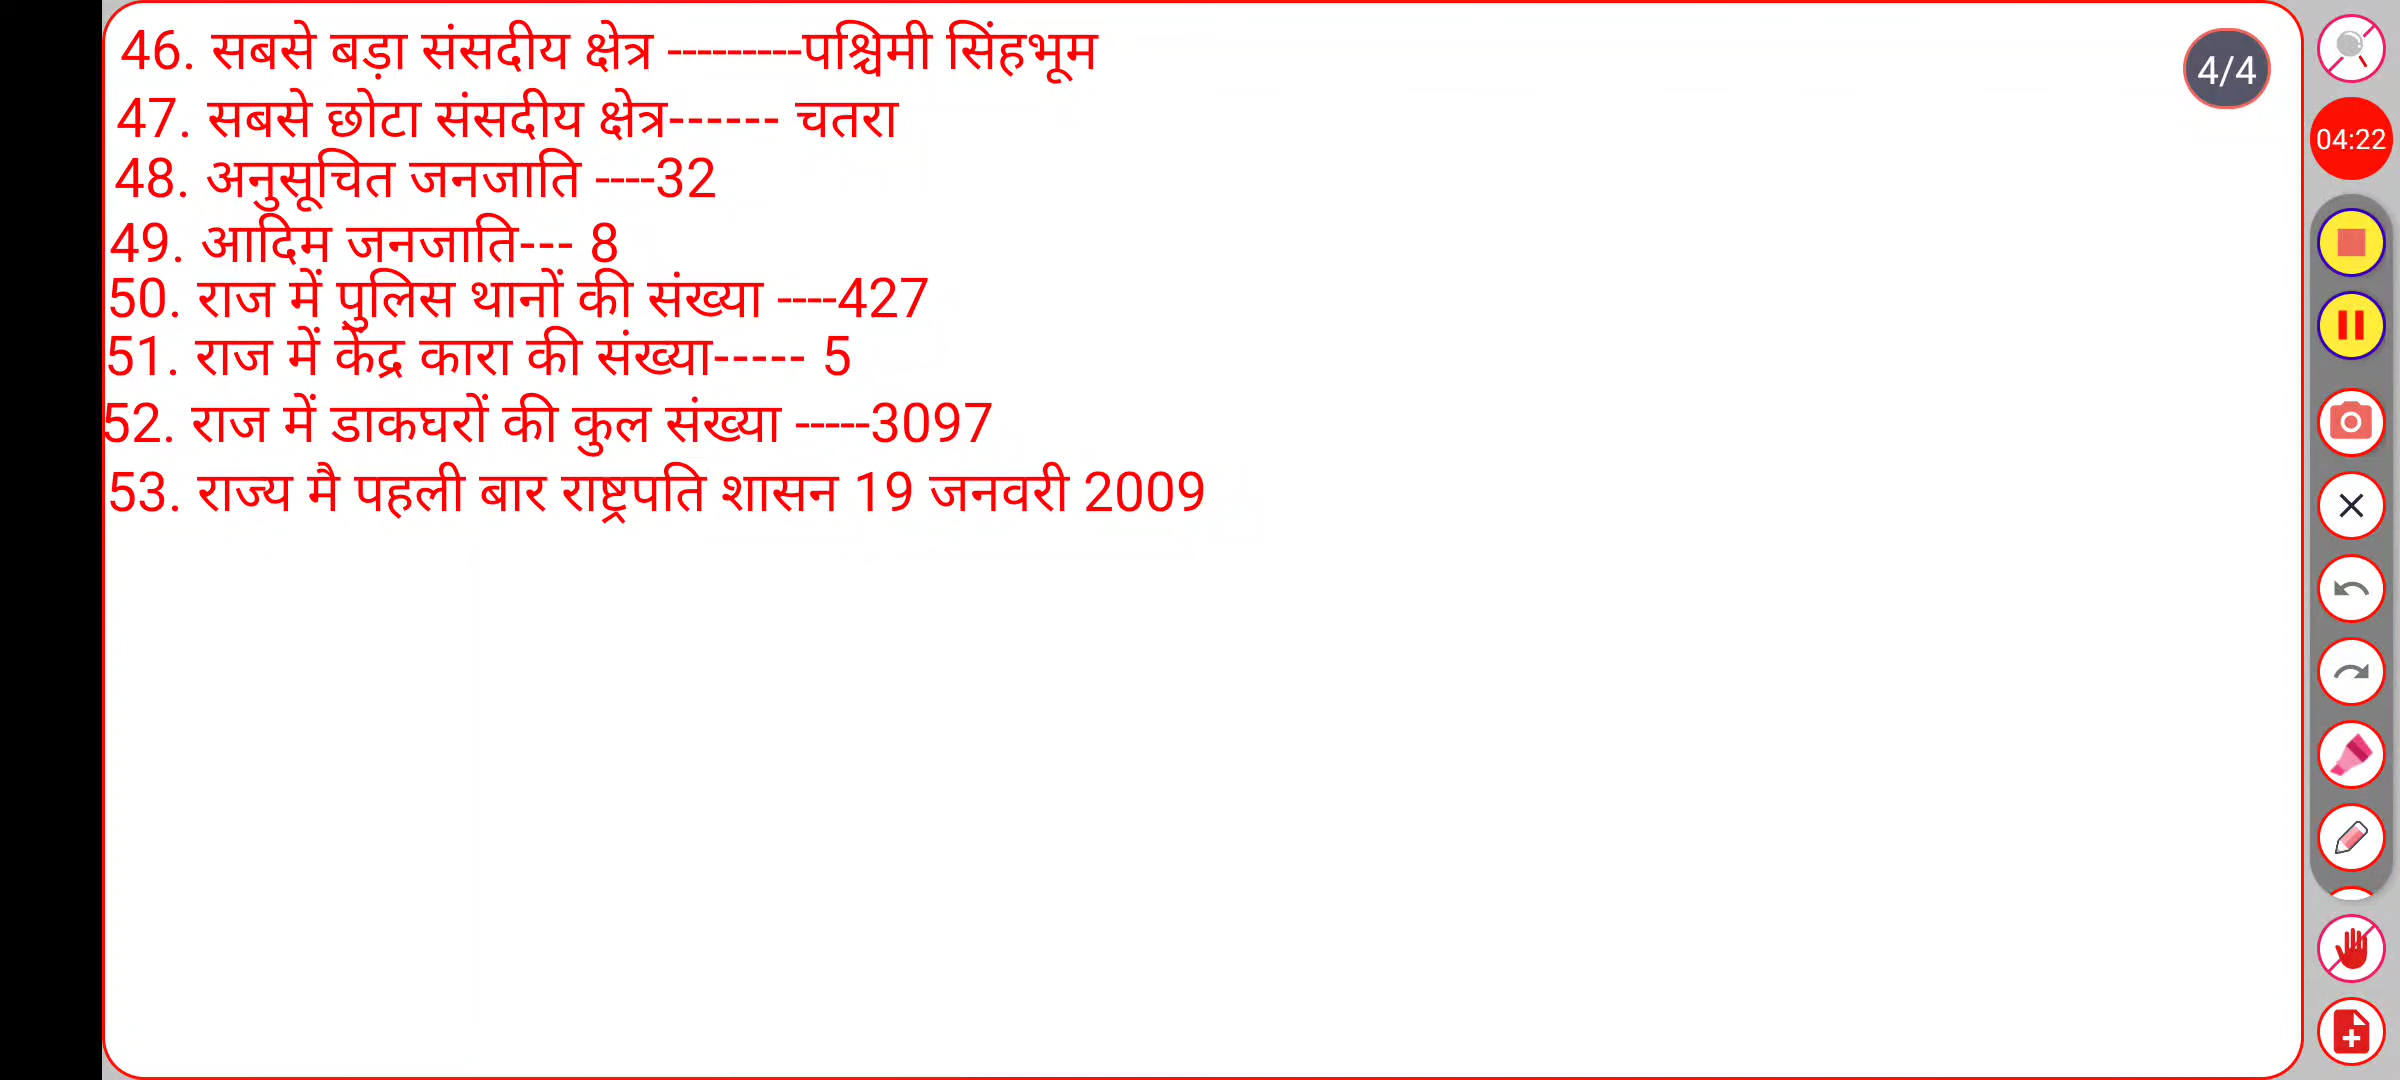 46. सबसे बड़ा संसदीय क्षेत्र ---------पश्चिमी सिंहभूम
4/4
47. सबसे छोटा संसदीय क्षेत्र------ चतरा
04:22
48. अनुसूचित जनजाति ----32
49. आदिम जनजाति--- 8
50. राज में पुलिस थानों की संख्या ----427
51. राज में केंद्र कारा की संख्या----- 5
52. राज में डाकघरों की कुल संख्या -----3097
53. राज्य मै पहली बार राष्ट्रपति शासन 19 जनवरी 2009